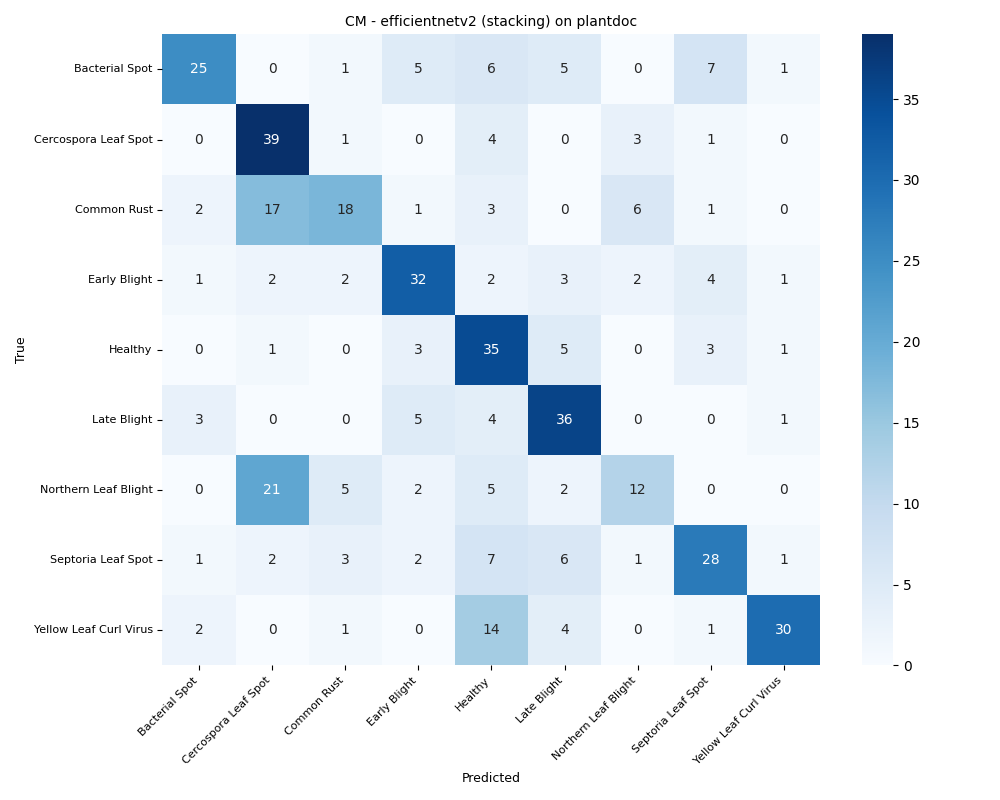 CM - efficientnetv2 (stacking) on plantdoc
True
Bacterial Spot 25 0 1 5 6 5 0 7 1
Cercospora Leaf Spot 0 39 1 0 4 0 3 1 0
Common Rust 2 17 18 1 3 0 6 1 0
Early Blight 1 2 2 32 2 3 2 4 1
Healthy 0 1 0 3 35 5 0 3 1
Late Blight 3 0 0 5 4 36 0 0 1
Northern Leaf Blight 0 21 5 2 5 2 12 0 0
Septoria Leaf Spot 1 2 3 2 7 6 1 28 1
Yellow Leaf Curl Virus 2 0 1 0 14 4 0 1 30
Bacterial Spot
Cercospora Leaf Spot
Common Rust
Early Blight
Healthy
Late Blight
Northern Leaf Blight
Septoria Leaf Spot
Yellow Leaf Curl Virus
Predicted
35
30
25
20
15
10
5
0